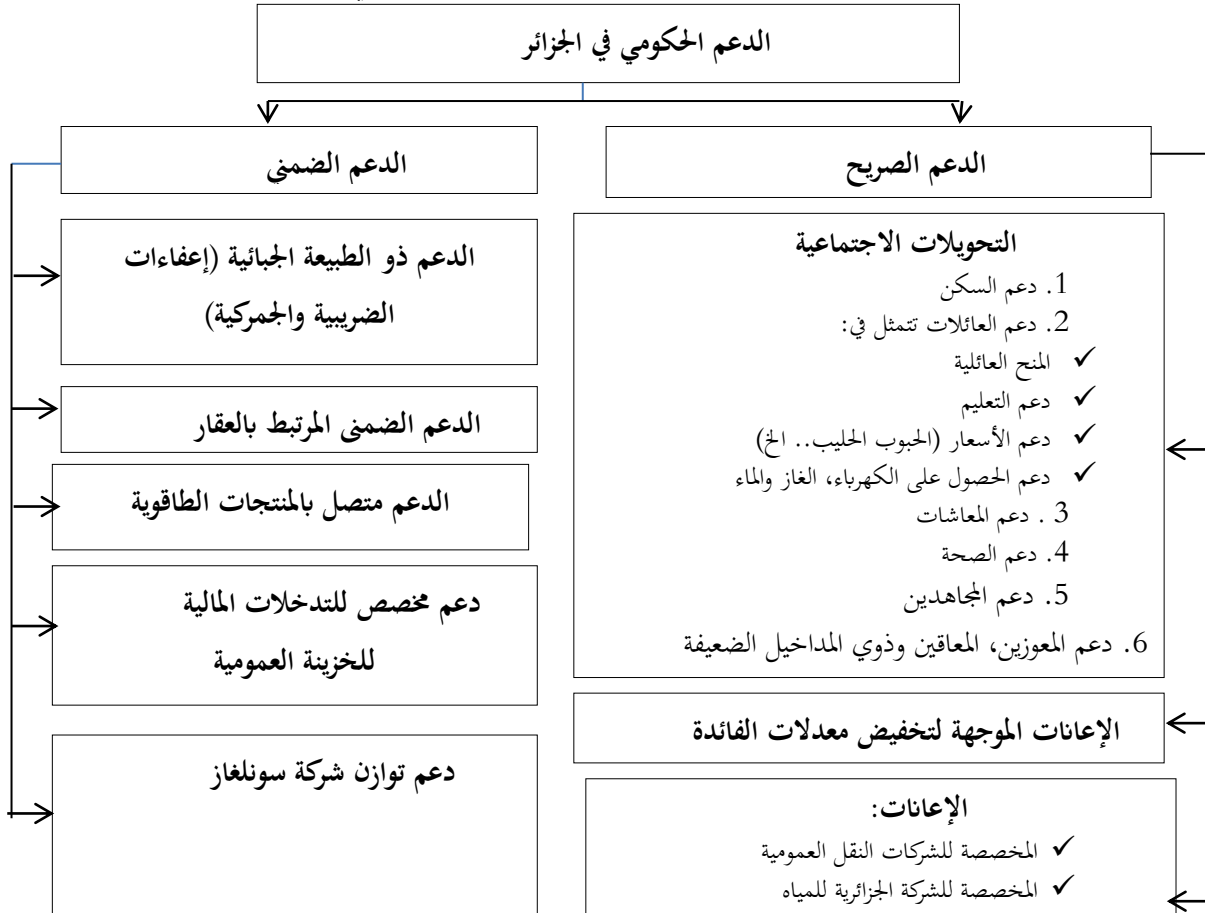 الدعم الحكومي في الجزائر
الدعم الصريح
التحويلات الاجتماعية
1. دعم السكن
2. دعم العائلات تتمثل في:
✓ المنح العائلية
✓ دعم التعليم
✓ دعم الأسعار (الحبوب الحليب.. الخ)
✓ دعم الحصول على الكهرباء، الغاز والماء
3 . دعم المعاشات
4. دعم الصحة
5. دعم المجاهدين
6. دعم المعوزين، المعاقين وذوي المداخيل الضعيفة
الإعانات الموجهة لتخفيض معدلات الفائدة
الإعانات:
✓ المخصصة للشركات النقل العمومية
✓ المخصصة للشركة الجزائرية للمياه
الدعم الضمني
الدعم ذو الطبيعة الجبائية (إعفاءات
الضريبية والجمركية)
الدعم الضمني المرتبط بالعقار
الدعم متصل بالمنتجات الطاقوية
دعم مخصص للتدخلات المالية
للخزينة العمومية
دعم توازن شركة سونلغاز